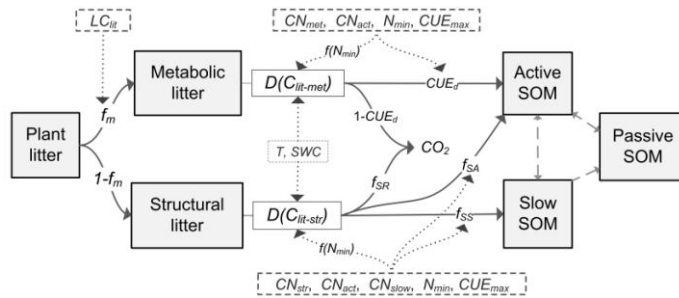 LC_lit
CN_met, CN_act, N_min, CUE_max
f(N_min)
Metabolic
litter
D(C_lit-met)
CUE_d
Active
SOM
f_m
1-CUE_d
Plant
litter
T, SWC
CO₂
Passive
SOM
f_SA
1-f_m
f_SR
Structural
litter
D(C_lit-str)
f_SS
Slow
SOM
f(N_min)
CN_str, CN_act, CN_slow, N_min, CUE_max